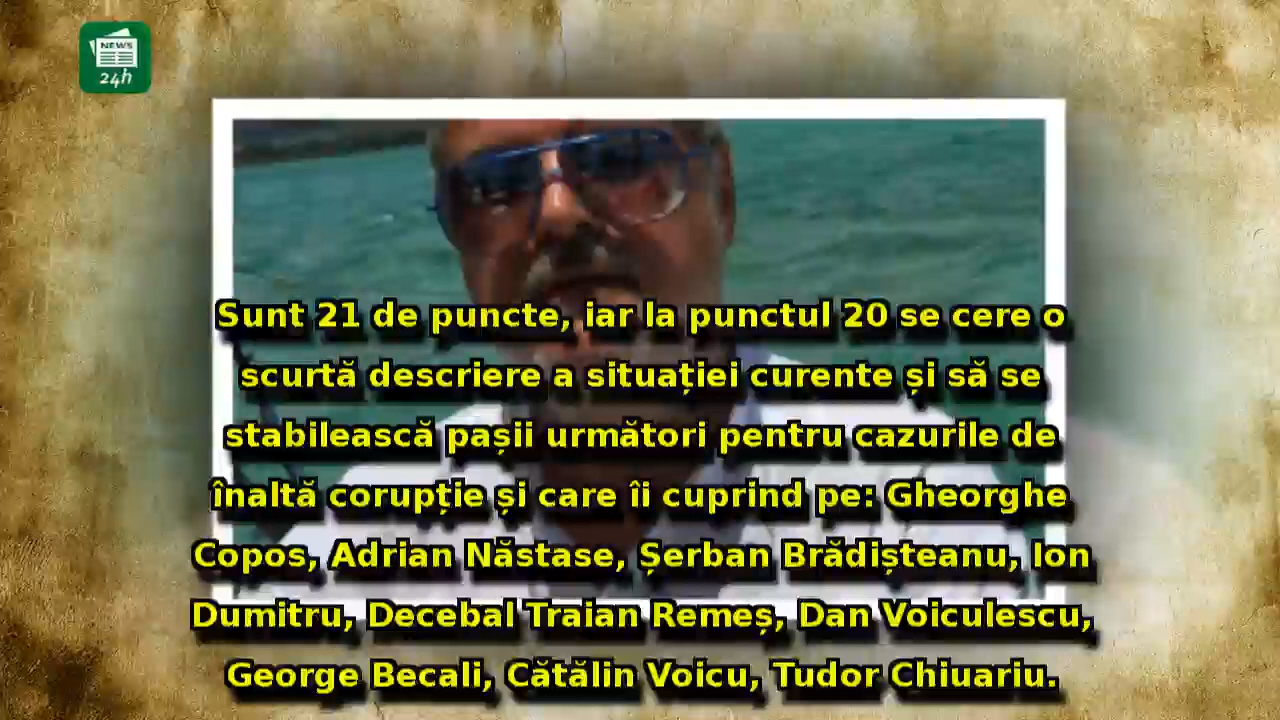 NEWS
24h
Sunt 21 de puncte, iar la punctul 20 se cere o
scurtă descriere a situației curente și să se
stabilească pașii următori pentru cazurile de
înaltă corupție și care îi cuprind pe: Gheorghe
Copos, Adrian Năstase, Șerban Brădișteanu, Ion
Dumitru, Decebal Traian Remeș, Dan Voiculescu,
George Becali, Cătălin Voicu, Tudor Chiuariu.